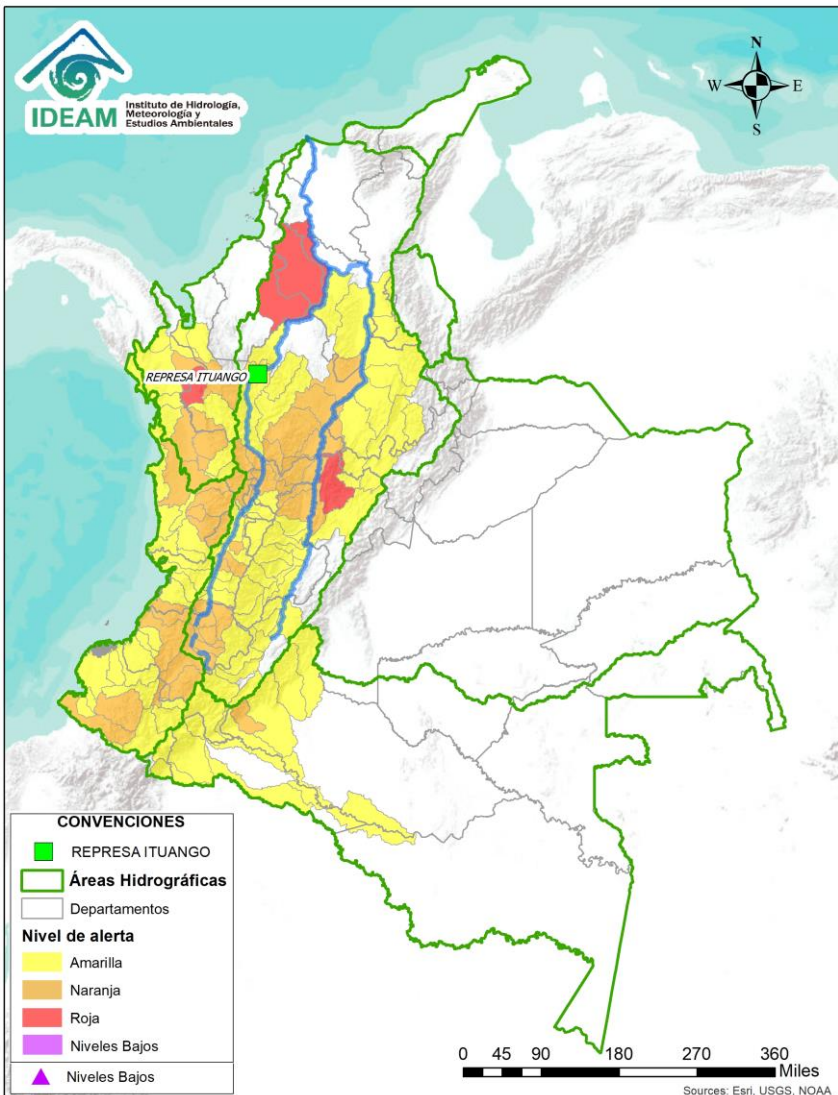 IDEAM
Instituto de Hidrología,
Meteorología y
Estudios Ambientales
N
W
E
S
REPRESA ITUANGO
CONVENCIONES
REPRESA ITUANGO
Áreas Hidrográficas
Departamentos
Nivel de alerta
Amarilla
Naranja
Roja
Niveles Bajos
Niveles Bajos
0 45 90 180 270 360
Miles
Sources: Esri, USGS, NOAA